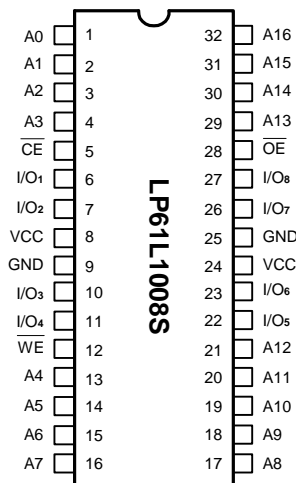 A0 1 32 A16
A1 2 31 A15
A2 3 30 A14
A3 4 29 A13
C̅E̅ 5 28 O̅E̅
I/O₁ 6 27 I/O₈
I/O₂ 7 26 I/O₇
VCC 8 25 GND
GND 9 24 VCC
I/O₃ 10 23 I/O₆
I/O₄ 11 22 I/O₅
W̅E̅ 12 21 A12
A4 13 20 A11
A5 14 19 A10
A6 15 18 A9
A7 16 17 A8
LP61L1008S